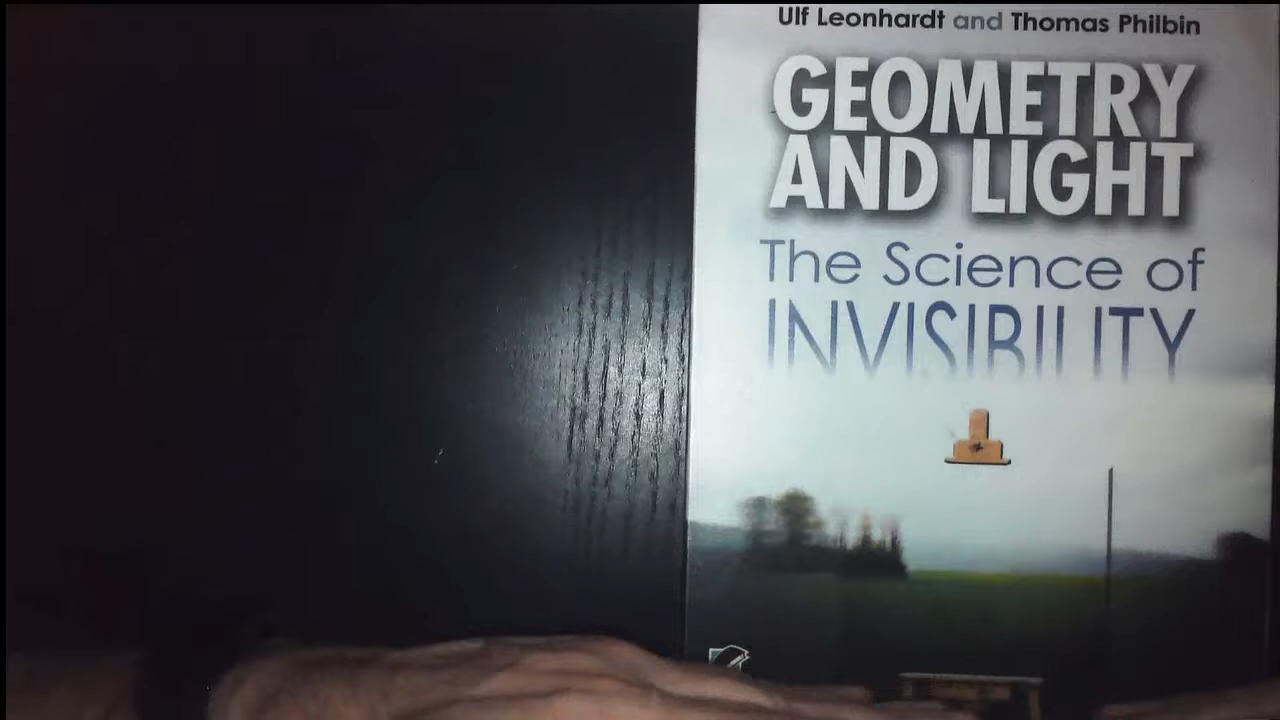 Ulf Leonhardt and Thomas Philbin
GEOMETRY
AND LIGHT
The Science of
INVISIBILITY